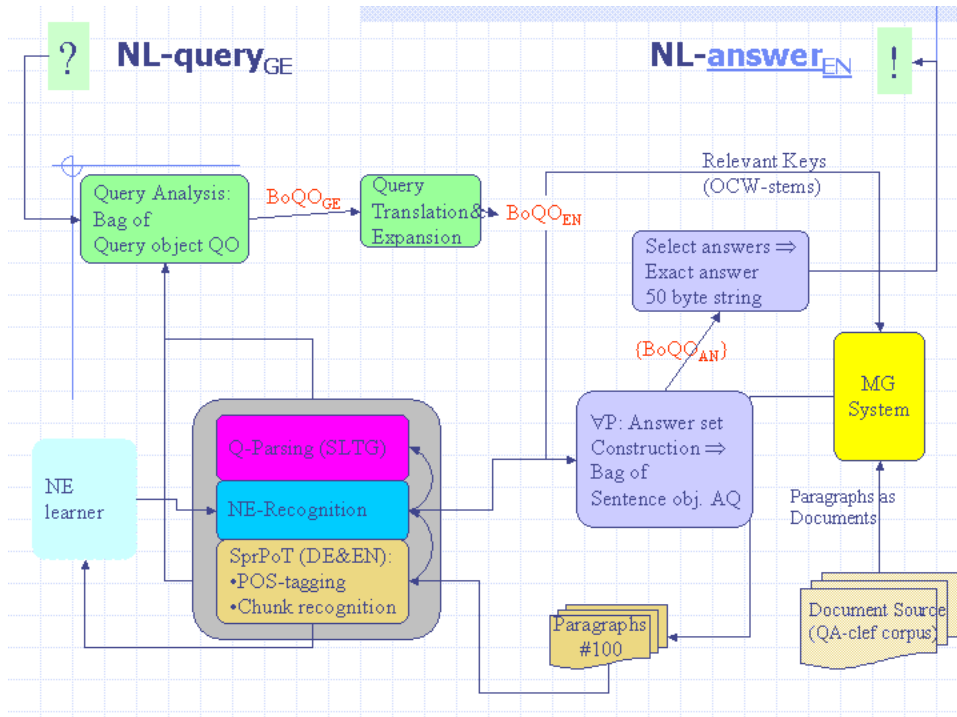 ? NL-queryGE NL-answerEN !
Relevant Keys
(OCW-stems)
Query Analysis:
Bag of
Query object QO
BoQOGE
Query
Translation&
Expansion
BoQOEN
Select answers ⇒
Exact answer
50 byte string
{BoQOAN}
MG
System
∀P: Answer set
Construction ⇒
Bag of
Sentence obj. AQ
Q-Parsing (SLTG)
NE
learner
NE-Recognition
Paragraphs as
Documents
SprPoT (DE&EN):
•POS-tagging
•Chunk recognition
Paragraphs
#100
Document Source
(QA-clef corpus)